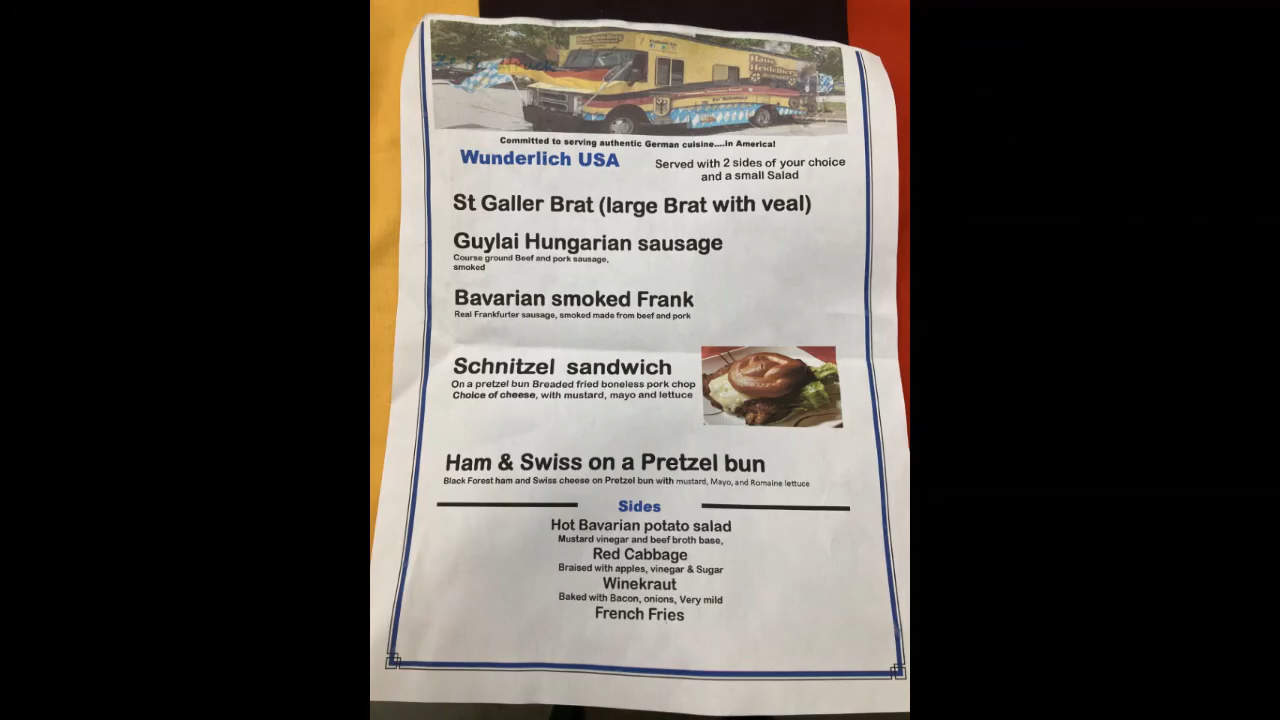 Haus
Heidelberg
Committed to serving authentic German cuisine....in America!
Wunderlich USA
Served with 2 sides of your choice
and a small Salad
St Galler Brat (large Brat with veal)
Guylai Hungarian sausage
Course ground Beef and pork sausage,
smoked
Bavarian smoked Frank
Real Frankfurter sausage, smoked made from beef and pork
Schnitzel sandwich
On a pretzel bun Breaded fried boneless pork chop
Choice of cheese, with mustard, mayo and lettuce
Ham & Swiss on a Pretzel bun
Black Forest ham and Swiss cheese on Pretzel bun with mustard, Mayo, and Romaine lettuce
Sides
Hot Bavarian potato salad
Mustard vinegar and beef broth base,
Red Cabbage
Braised with apples, vinegar & Sugar
Winekraut
Baked with Bacon, onions, Very mild
French Fries